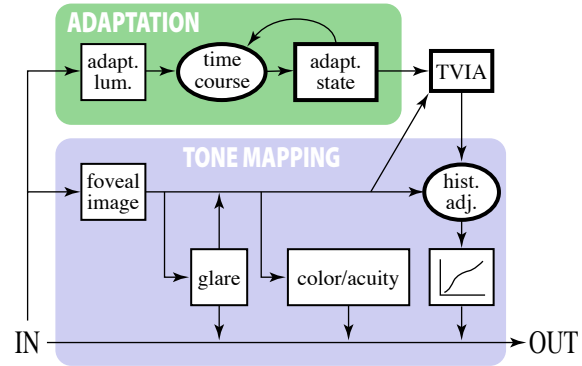 ADAPTATION
adapt.
lum.
time
course
adapt.
state
TVIA
TONE MAPPING
foveal
image
hist.
adj.
glare
color/acuity
IN
OUT